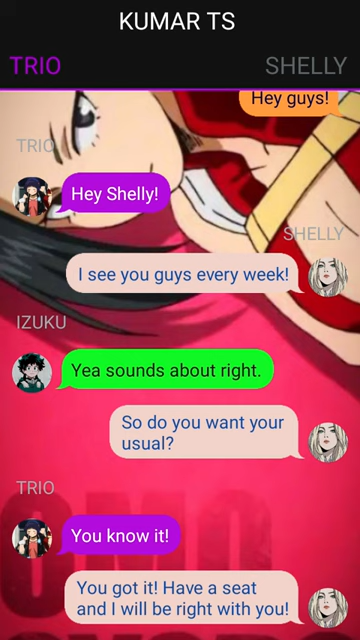 KUMAR TS
TRIO SHELLY
Hey guys!
TRIO
Hey Shelly!
SHELLY
I see you guys every week!
IZUKU
Yea sounds about right.
So do you want your
usual?
TRIO
You know it!
You got it! Have a seat
and I will be right with you!